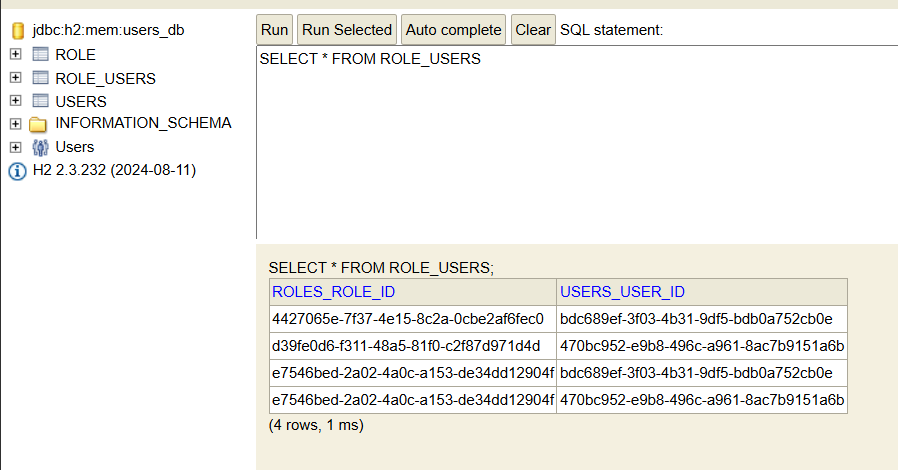 jdbc:h2:mem:users_db
ROLE
ROLE_USERS
USERS
INFORMATION_SCHEMA
Users
H2 2.3.232 (2024-08-11)
Run Run Selected Auto complete Clear SQL statement:
SELECT * FROM ROLE_USERS
SELECT * FROM ROLE_USERS;
ROLES_ROLE_ID USERS_USER_ID
4427065e-7f37-4e15-8c2a-0cbe2af6fec0 bdc689ef-3f03-4b31-9df5-bdb0a752cb0e
d39fe0d6-f311-48a5-81f0-c2f87d971d4d 470bc952-e9b8-496c-a961-8ac7b9151a6b
e7546bed-2a02-4a0c-a153-de34dd12904f bdc689ef-3f03-4b31-9df5-bdb0a752cb0e
e7546bed-2a02-4a0c-a153-de34dd12904f 470bc952-e9b8-496c-a961-8ac7b9151a6b
(4 rows, 1 ms)